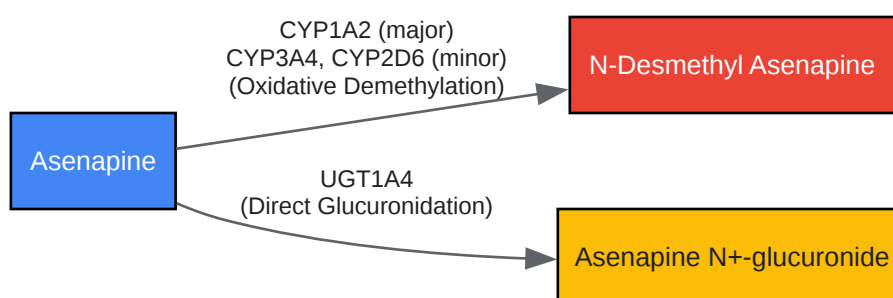 CYP1A2 (major)
CYP3A4, CYP2D6 (minor)
(Oxidative Demethylation)
N-Desmethyl Asenapine
Asenapine
UGT1A4
(Direct Glucuronidation)
Asenapine N+-glucuronide